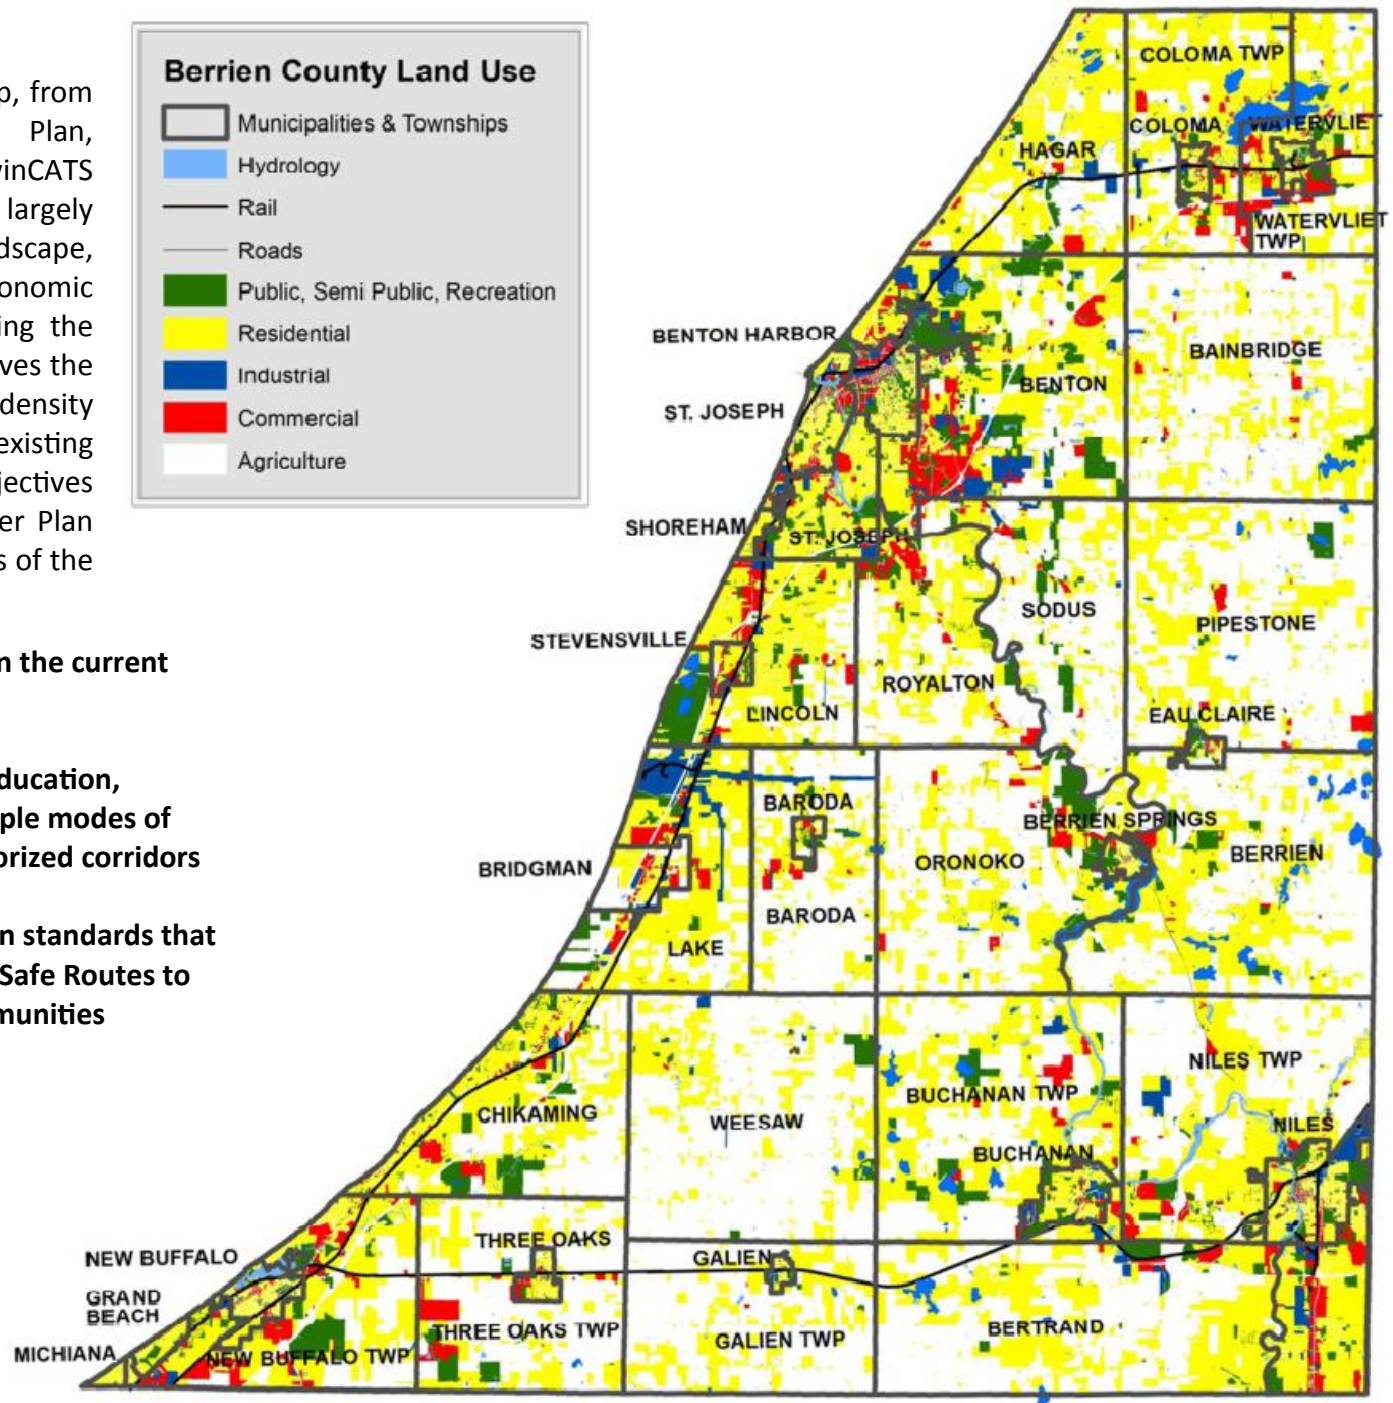 p, from
Plan,
vinCATS
largely
dscape,
onomic
ing the
ves the
density
existing
jectives
er Plan
s of the
n the current
ducation,
ple modes of
orized corridors
n standards that
Safe Routes to
munities
Berrien County Land Use
Municipalities & Townships
Hydrology
Rail
Roads
Public, Semi Public, Recreation
Residential
Industrial
Commercial
Agriculture
COLOMA TWP
COLOMA
WATERVLIE
HAGAR
WATERVLIET
TWP
BENTON HARBOR
BAINBRIDGE
BENTON
ST. JOSEPH
SHOREHAM
ST. JOSEPH
SODUS
PIPESTONE
STEVENSVILLE
ROYALTON
LINCOLN
EAU CLAIRE
BARODA
BERRIEN SPRINGS
BRIDGMAN
ORONOKO
BERRIEN
BARODA
LAKE
NILES TWP
BUCHANAN TWP
CHIKAMING
WEESAW
NILES
BUCHANAN
THREE OAKS
NEW BUFFALO
GALIEN
GRAND
BEACH
THREE OAKS TWP
GALIEN TWP
BERTRAND
MICHIANA
NEW BUFFALO TWP